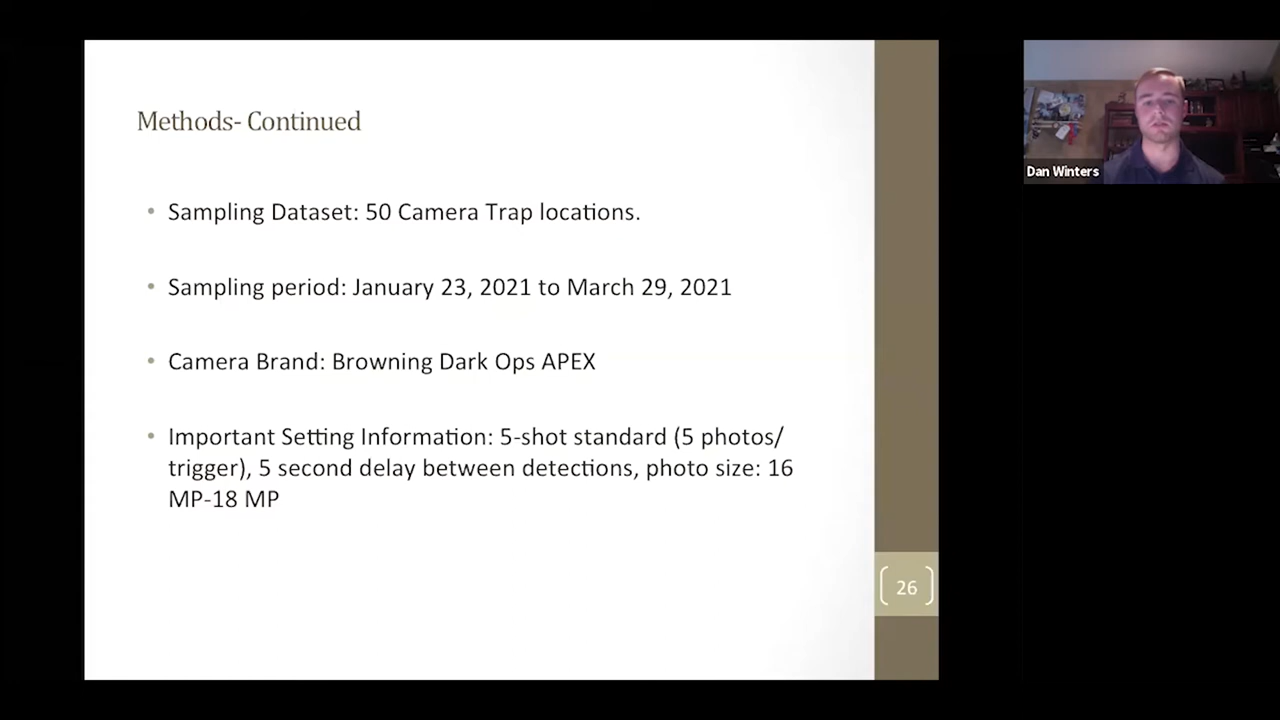 Methods- Continued
• Sampling Dataset: 50 Camera Trap locations.
• Sampling period: January 23, 2021 to March 29, 2021
• Camera Brand: Browning Dark Ops APEX
• Important Setting Information: 5-shot standard (5 photos/
trigger), 5 second delay between detections, photo size: 16
MP-18 MP
26
Dan Winters